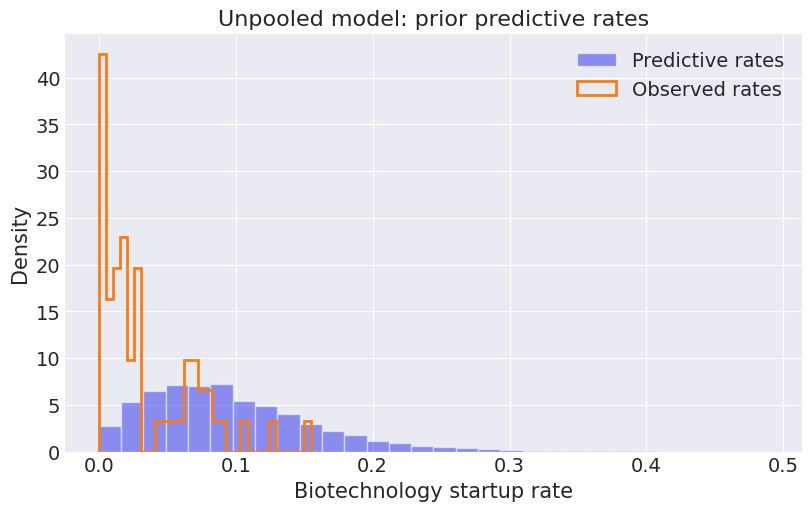 Unpooled model: prior predictive rates
Predictive rates
Observed rates
Density
40
35
30
25
20
15
10
5
0
0.0 0.1 0.2 0.3 0.4 0.5
Biotechnology startup rate